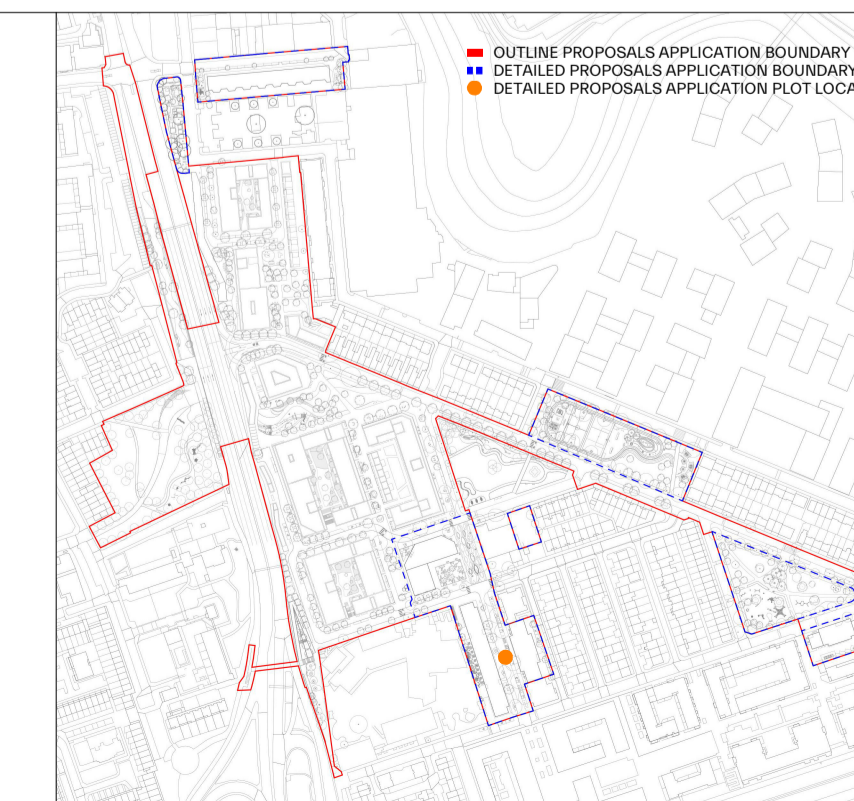 OUTLINE PROPOSALS APPLICATION BOUNDARY
DETAILED PROPOSALS APPLICATION BOUNDARY
DETAILED PROPOSALS APPLICATION PLOT LOCA